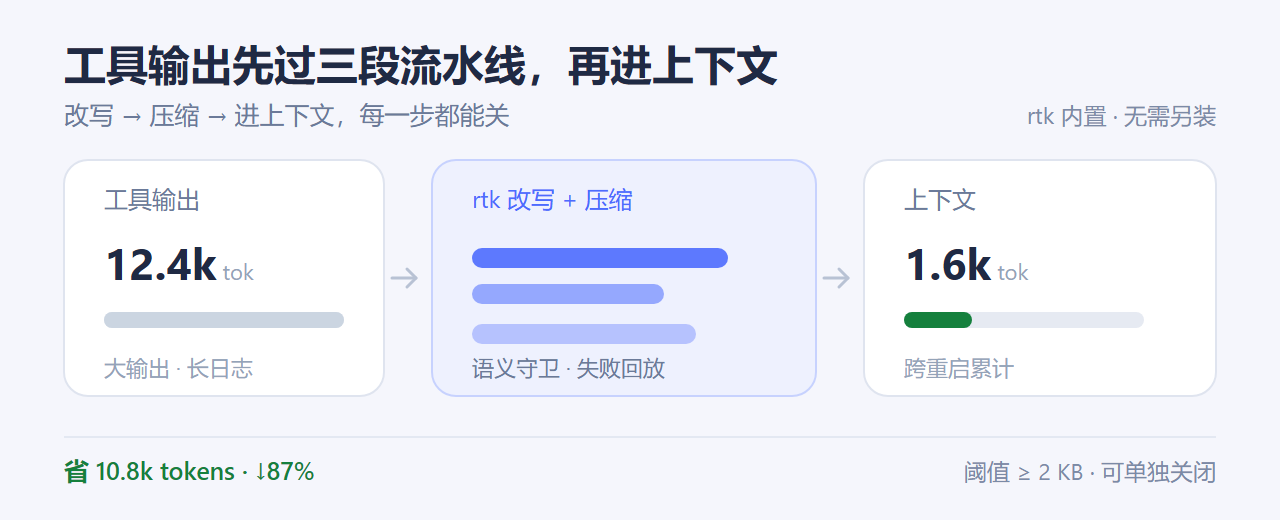 工具输出先过三段流水线，再进上下文
改写 → 压缩 → 进上下文，每一步都能关
rtk 内置 · 无需另装
工具输出
12.4k tok
大输出 · 长日志
→
rtk 改写 + 压缩
语义守卫 · 失败回放
→
上下文
1.6k tok
跨重启累计
省 10.8k tokens · ↓87%
阈值 ≥ 2 KB · 可单独关闭